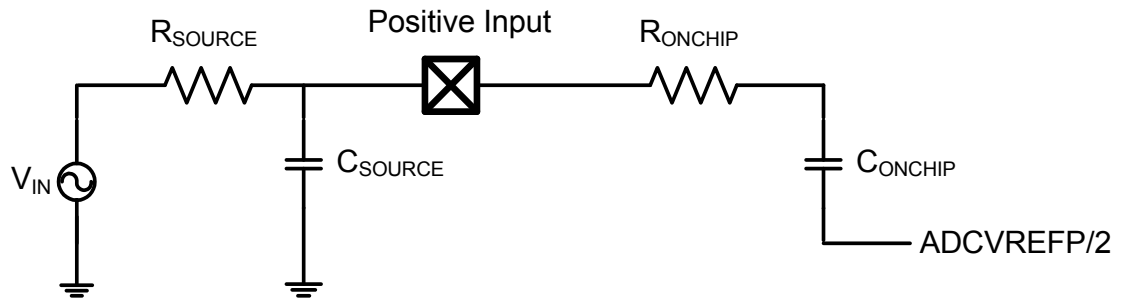 Positive Input
RSOURCE
RONCHIP
VIN
CSOURCE
CONCHIP
ADCVREFP/2